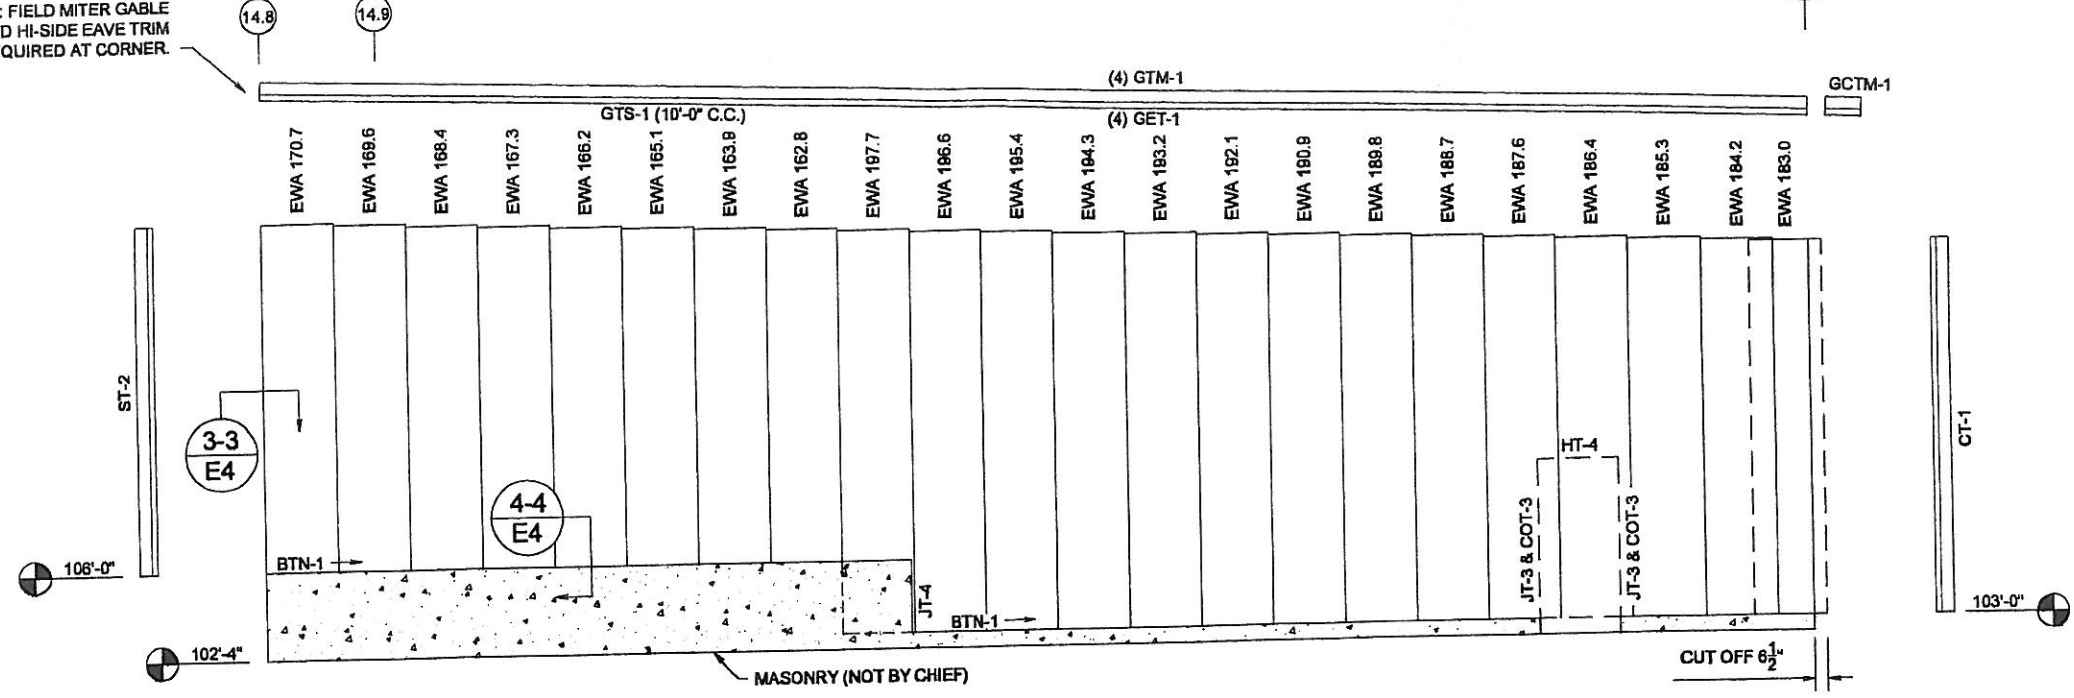 : FIELD MITER GABLE
D HI-SIDE EAVE TRIM
QUIRED AT CORNER.
14.8
14.9
(4) GTM-1
GCTM-1
GTS-1 (10'-0" C.C.)
(4) GET-1
EWA 170.7
EWA 169.6
EWA 168.4
EWA 167.3
EWA 166.2
EWA 165.1
EWA 163.9
EWA 162.8
EWA 197.7
EWA 196.6
EWA 195.4
EWA 194.3
EWA 193.2
EWA 192.1
EWA 190.9
EWA 189.8
EWA 188.7
EWA 187.6
EWA 186.4
EWA 185.3
EWA 184.2
EWA 183.0
ST-2
CT-1
3-3
E4
4-4
E4
HT-4
JT-3 & COT-3
JT-3 & COT-3
BTN-1
JT-4
BTN-1
106'-0"
103'-0"
102'-4"
MASONRY (NOT BY CHIEF)
CUT OFF 6 1/2"